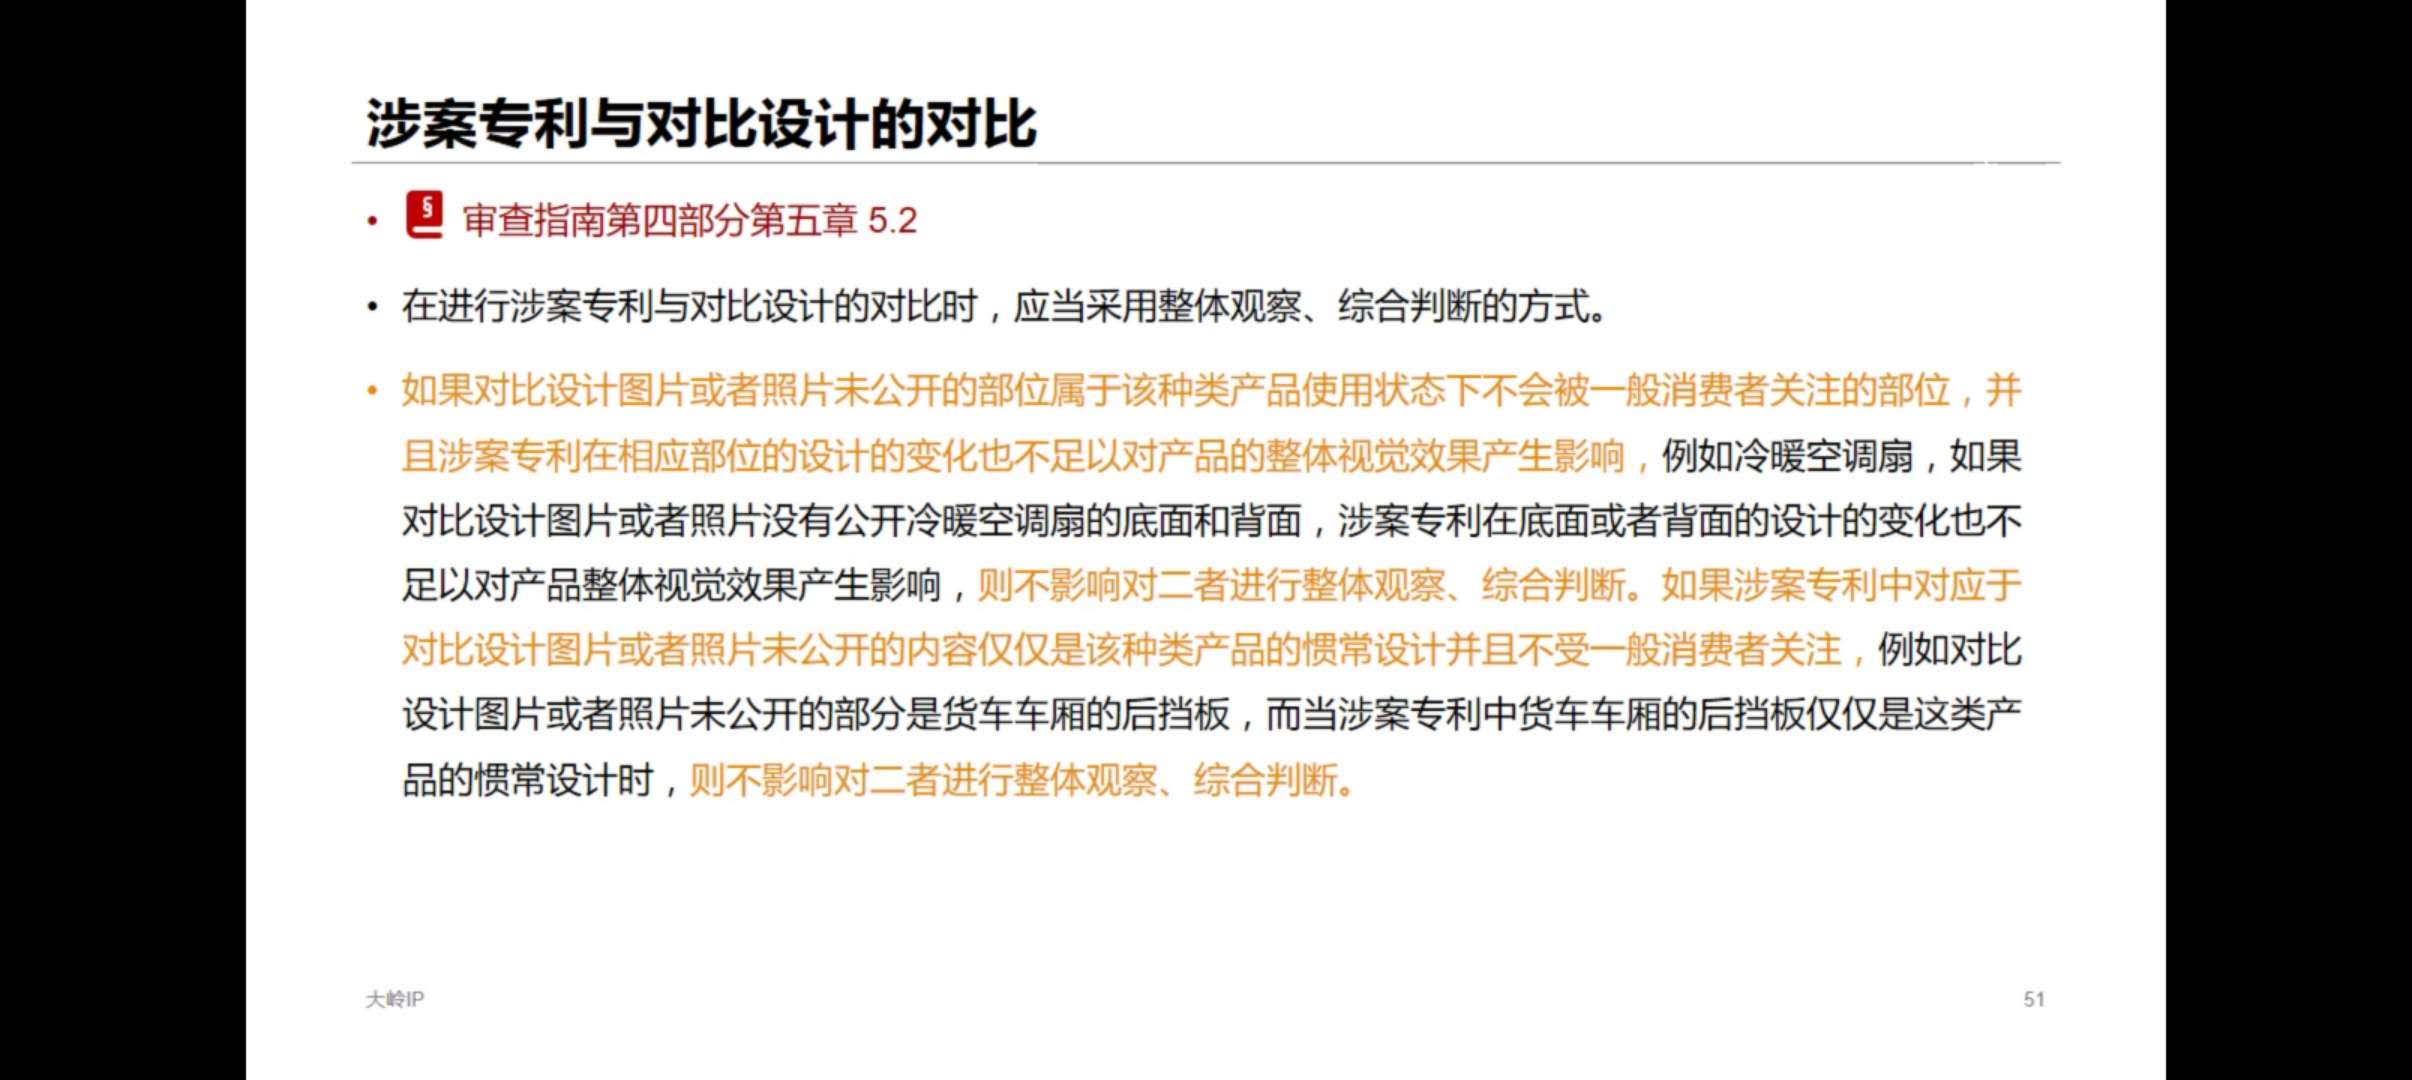 涉案专利与对比设计的对比
• § 审查指南第四部分第五章 5.2
• 在进行涉案专利与对比设计的对比时，应当采用整体观察、综合判断的方式。
• 如果对比设计图片或者照片未公开的部位属于该种类产品使用状态下不会被一般消费者关注的部位，并
且涉案专利在相应部位的设计的变化也不足以对产品的整体视觉效果产生影响，例如冷暖空调扇，如果
对比设计图片或者照片没有公开冷暖空调扇的底面和背面，涉案专利在底面或者背面的设计的变化也不
足以对产品整体视觉效果产生影响，则不影响对二者进行整体观察、综合判断。如果涉案专利中对应于
对比设计图片或者照片未公开的内容仅仅是该种类产品的惯常设计并且不受一般消费者关注，例如对比
设计图片或者照片未公开的部分是货车车厢的后挡板，而当涉案专利中货车车厢的后挡板仅仅是这类产
品的惯常设计时，则不影响对二者进行整体观察、综合判断。
大岭IP
51